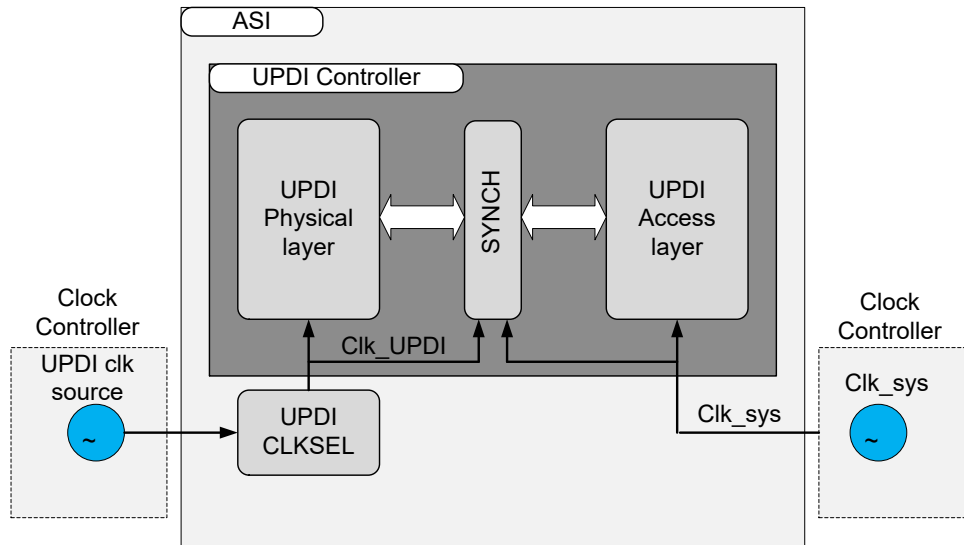 ASI
UPDI Controller
UPDI
Physical
layer
SYNCH
UPDI
Access
layer
Clock
Controller
UPDI clk
source
~
Clk_UPDI
UPDI
CLKSEL
Clk_sys
Clock
Controller
Clk_sys
~